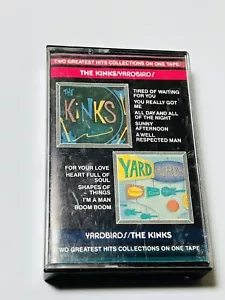 TWO GREATEST HITS COLLECTIONS ON ONE TAPE
THE KINKS/YARDBIRDS
THE
KINKS
TIRED OF WAITING
FOR YOU
YOU REALLY GOT
ME
ALL DAY AND ALL
OF THE NIGHT
SUNNY
AFTERNOON
A WELL
RESPECTED MAN
FOR YOUR LOVE
HEART FULL OF
SOUL
SHAPES OF
THINGS
I'M A MAN
BOOM BOOM
YARD
YARDBIRDS/THE KINKS
TWO GREATEST HITS COLLECTIONS ON ONE TAPE